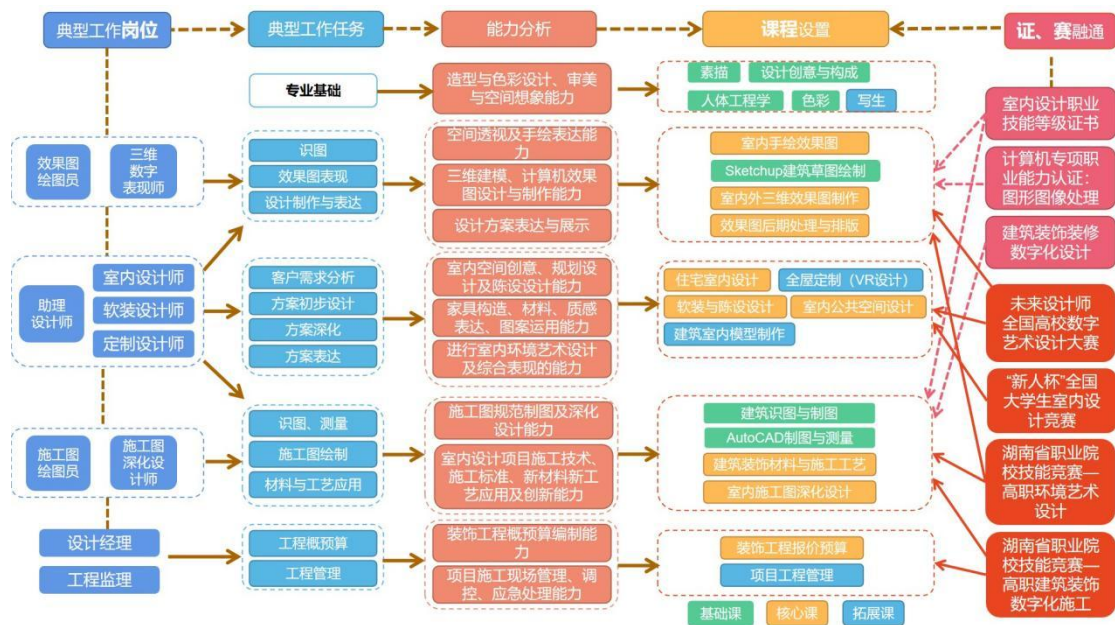 典型工作岗位
典型工作任务
能力分析
课程设置
证、赛融通
专业基础
造型与色彩设计、审美
与空间想象能力
素描
设计创意与构成
人体工程学
色彩
写生
效果图
绘图员
三维
数字
表现师
识图
效果图表现
设计制作与表达
空间透视及手绘表达能
力
三维建模、计算机效果
图设计与制作能力
设计方案表达与展示
室内手绘效果图
Sketchup建筑草图绘制
室内外三维效果图制作
效果图后期处理与排版
室内设计职业
技能等级证书
计算机专项职
业能力认证：
图形图像处理
建筑装饰装修
数字化设计
助理
设计师
室内设计师
软装设计师
定制设计师
客户需求分析
方案初步设计
方案深化
方案表达
室内空间创意、规划设
计及陈设设计能力
家具构造、材料、质感
表达、图案运用能力
进行室内环境艺术设计
及综合表现的能力
住宅室内设计
全屋定制（VR设计）
软装与陈设设计
室内公共空间设计
建筑室内模型制作
未来设计师
全国高校数字
艺术设计大赛
“新人杯”全国
大学生室内设
计竞赛
施工图
绘图员
施工图
深化设
计师
识图、测量
施工图绘制
材料与工艺应用
施工图规范制图及深化
设计能力
室内设计项目施工技术、
施工标准、新材料新工
艺应用及创新能力
建筑识图与制图
AutoCAD制图与测量
建筑装饰材料与施工工艺
室内施工图深化设计
湖南省职业院
校技能竞赛—
高职环境艺术
设计
设计经理
工程监理
工程概预算
工程管理
装饰工程概预算编制能
力
项目施工现场管理、调
控、应急处理能力
装饰工程报价预算
项目工程管理
湖南省职业院
校技能竞赛—
高职建筑装饰
数字化施工
基础课
核心课
拓展课